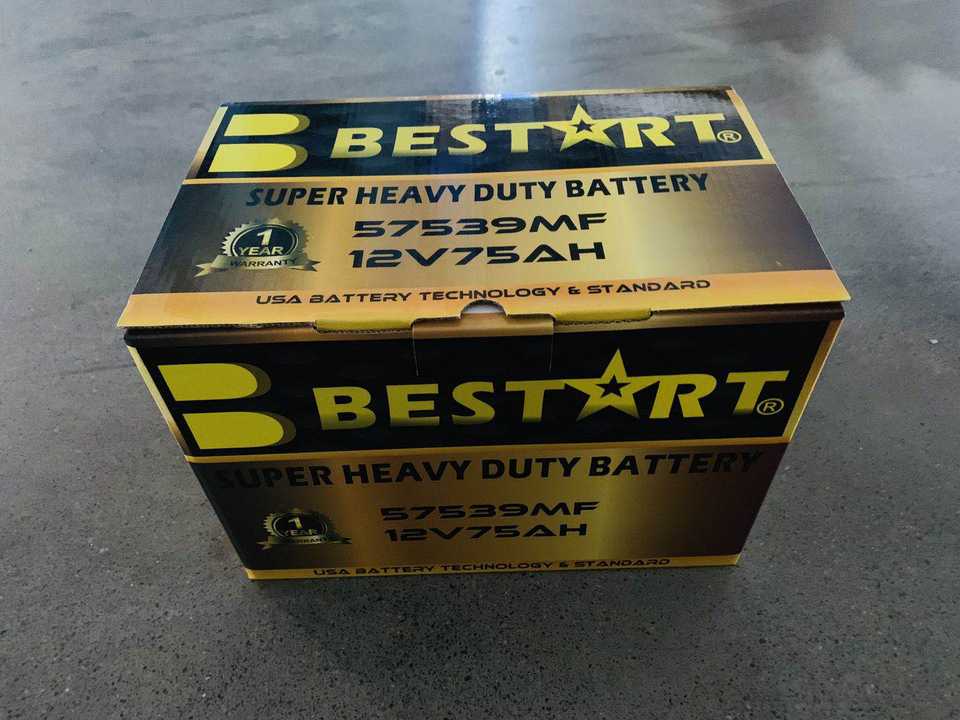 BESTART®
SUPER HEAVY DUTY BATTERY
57539MF
12V75AH
1
YEAR
WARRANTY
USA BATTERY TECHNOLOGY & STANDARD
BESTART®
SUPER HEAVY DUTY BATTERY
57539MF
12V75AH
1
YEAR
WARRANTY
USA BATTERY TECHNOLOGY & STANDARD